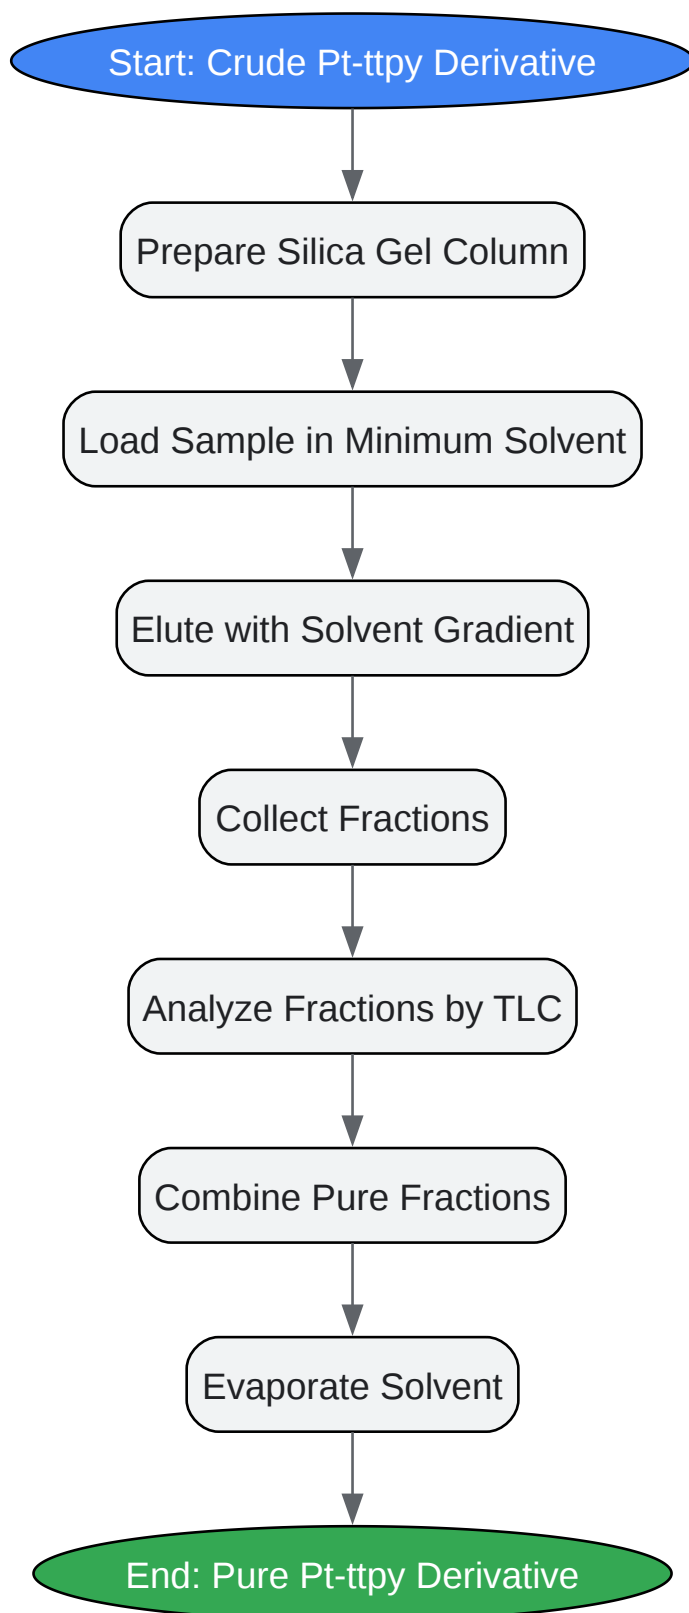 Start: Crude Pt-ttpy Derivative
Prepare Silica Gel Column
Load Sample in Minimum Solvent
Elute with Solvent Gradient
Collect Fractions
Analyze Fractions by TLC
Combine Pure Fractions
Evaporate Solvent
End: Pure Pt-ttpy Derivative